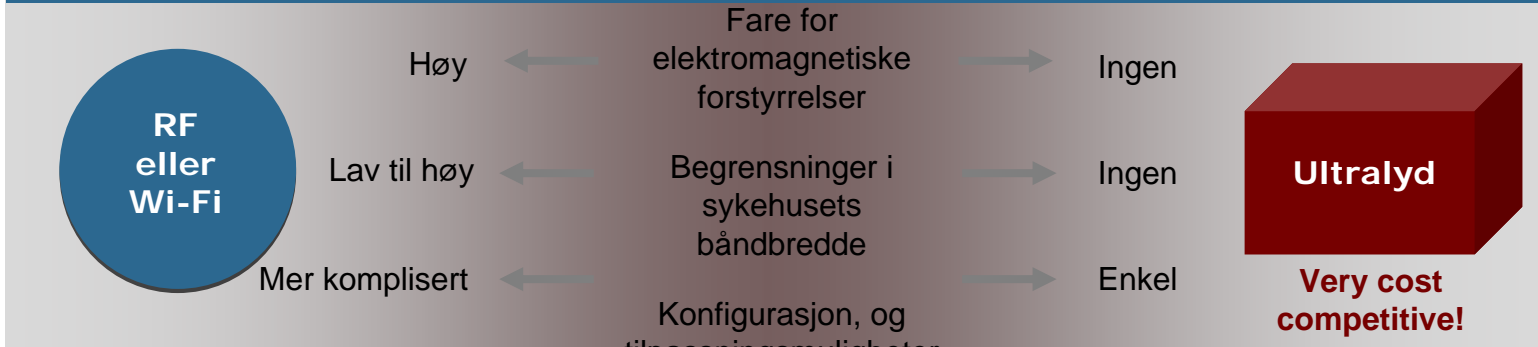 RF
eller
Wi-Fi
Høy
Fare for
elektromagnetiske
forstyrrelser
Ingen
Lav til høy
Begrensninger i
sykehusets
båndbredde
Ingen
Mer komplisert
Konfigurasjon, og
tilpassningsmuligheter
Enkel
Ultralyd
Very cost
competitive!